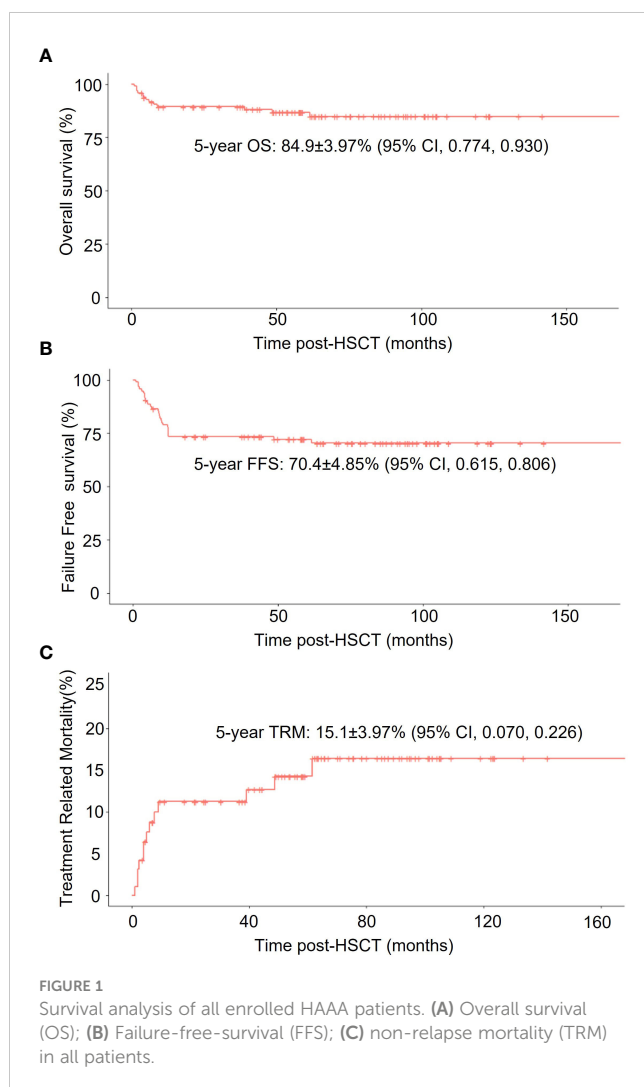 A
Overall survival (%)
100
75
50
25
0
5-year OS: 84.9±3.97% (95% CI, 0.774, 0.930)
0 50 100 150
Time post-HSCT (months)
B
Failure Free survival (%)
100
75
50
25
0
5-year FFS: 70.4±4.85% (95% CI, 0.615, 0.806)
0 50 100 150
Time post-HSCT (months)
C
Treatment Related Mortality(%)
25
20
15
10
5
0
5-year TRM: 15.1±3.97% (95% CI, 0.070, 0.226)
0 40 80 120 160
Time post-HSCT (months)
FIGURE 1
Survival analysis of all enrolled HAAA patients. (A) Overall survival
(OS); (B) Failure-free-survival (FFS); (C) non-relapse mortality (TRM)
in all patients.